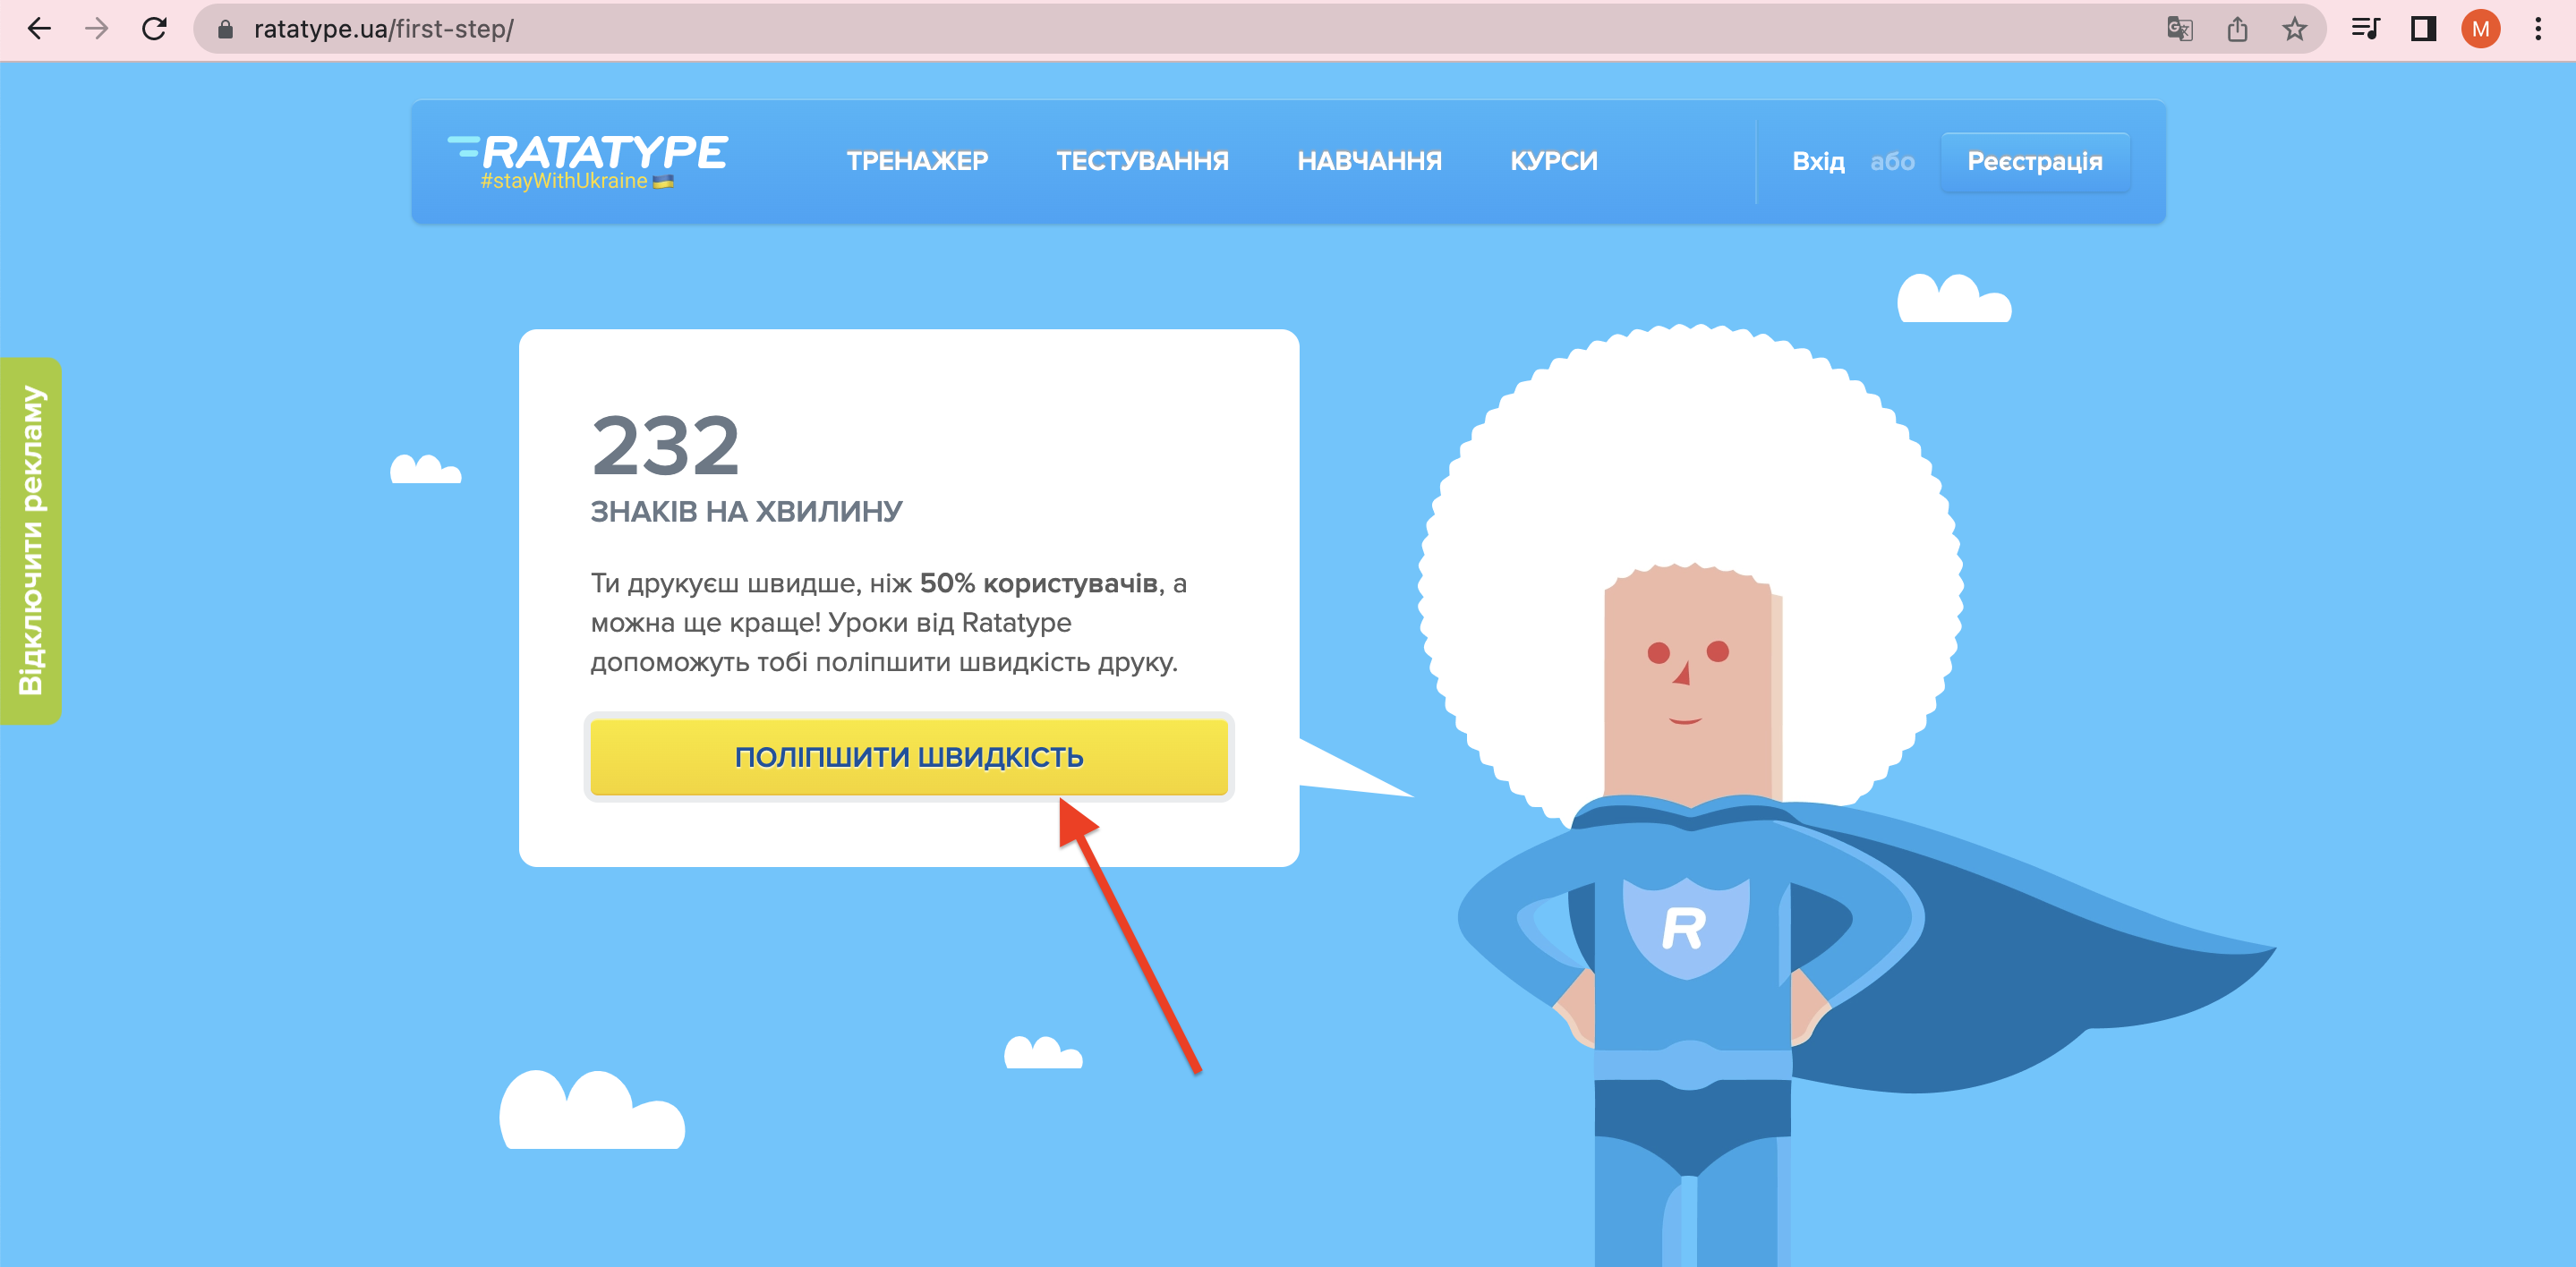 ratatype.ua/first-step/
M
RATATYPE
#stayWithUkraine
ТРЕНАЖЕР
ТЕСТУВАННЯ
НАВЧАННЯ
КУРСИ
Вхід або Реєстрація
Відключити рекламу
232
ЗНАКІВ НА ХВИЛИНУ
Ти друкуєш швидше, ніж 50% користувачів, а
можна ще краще! Уроки від Ratatype
допоможуть тобі поліпшити швидкість друку.
ПОЛІПШИТИ ШВИДКІСТЬ
R